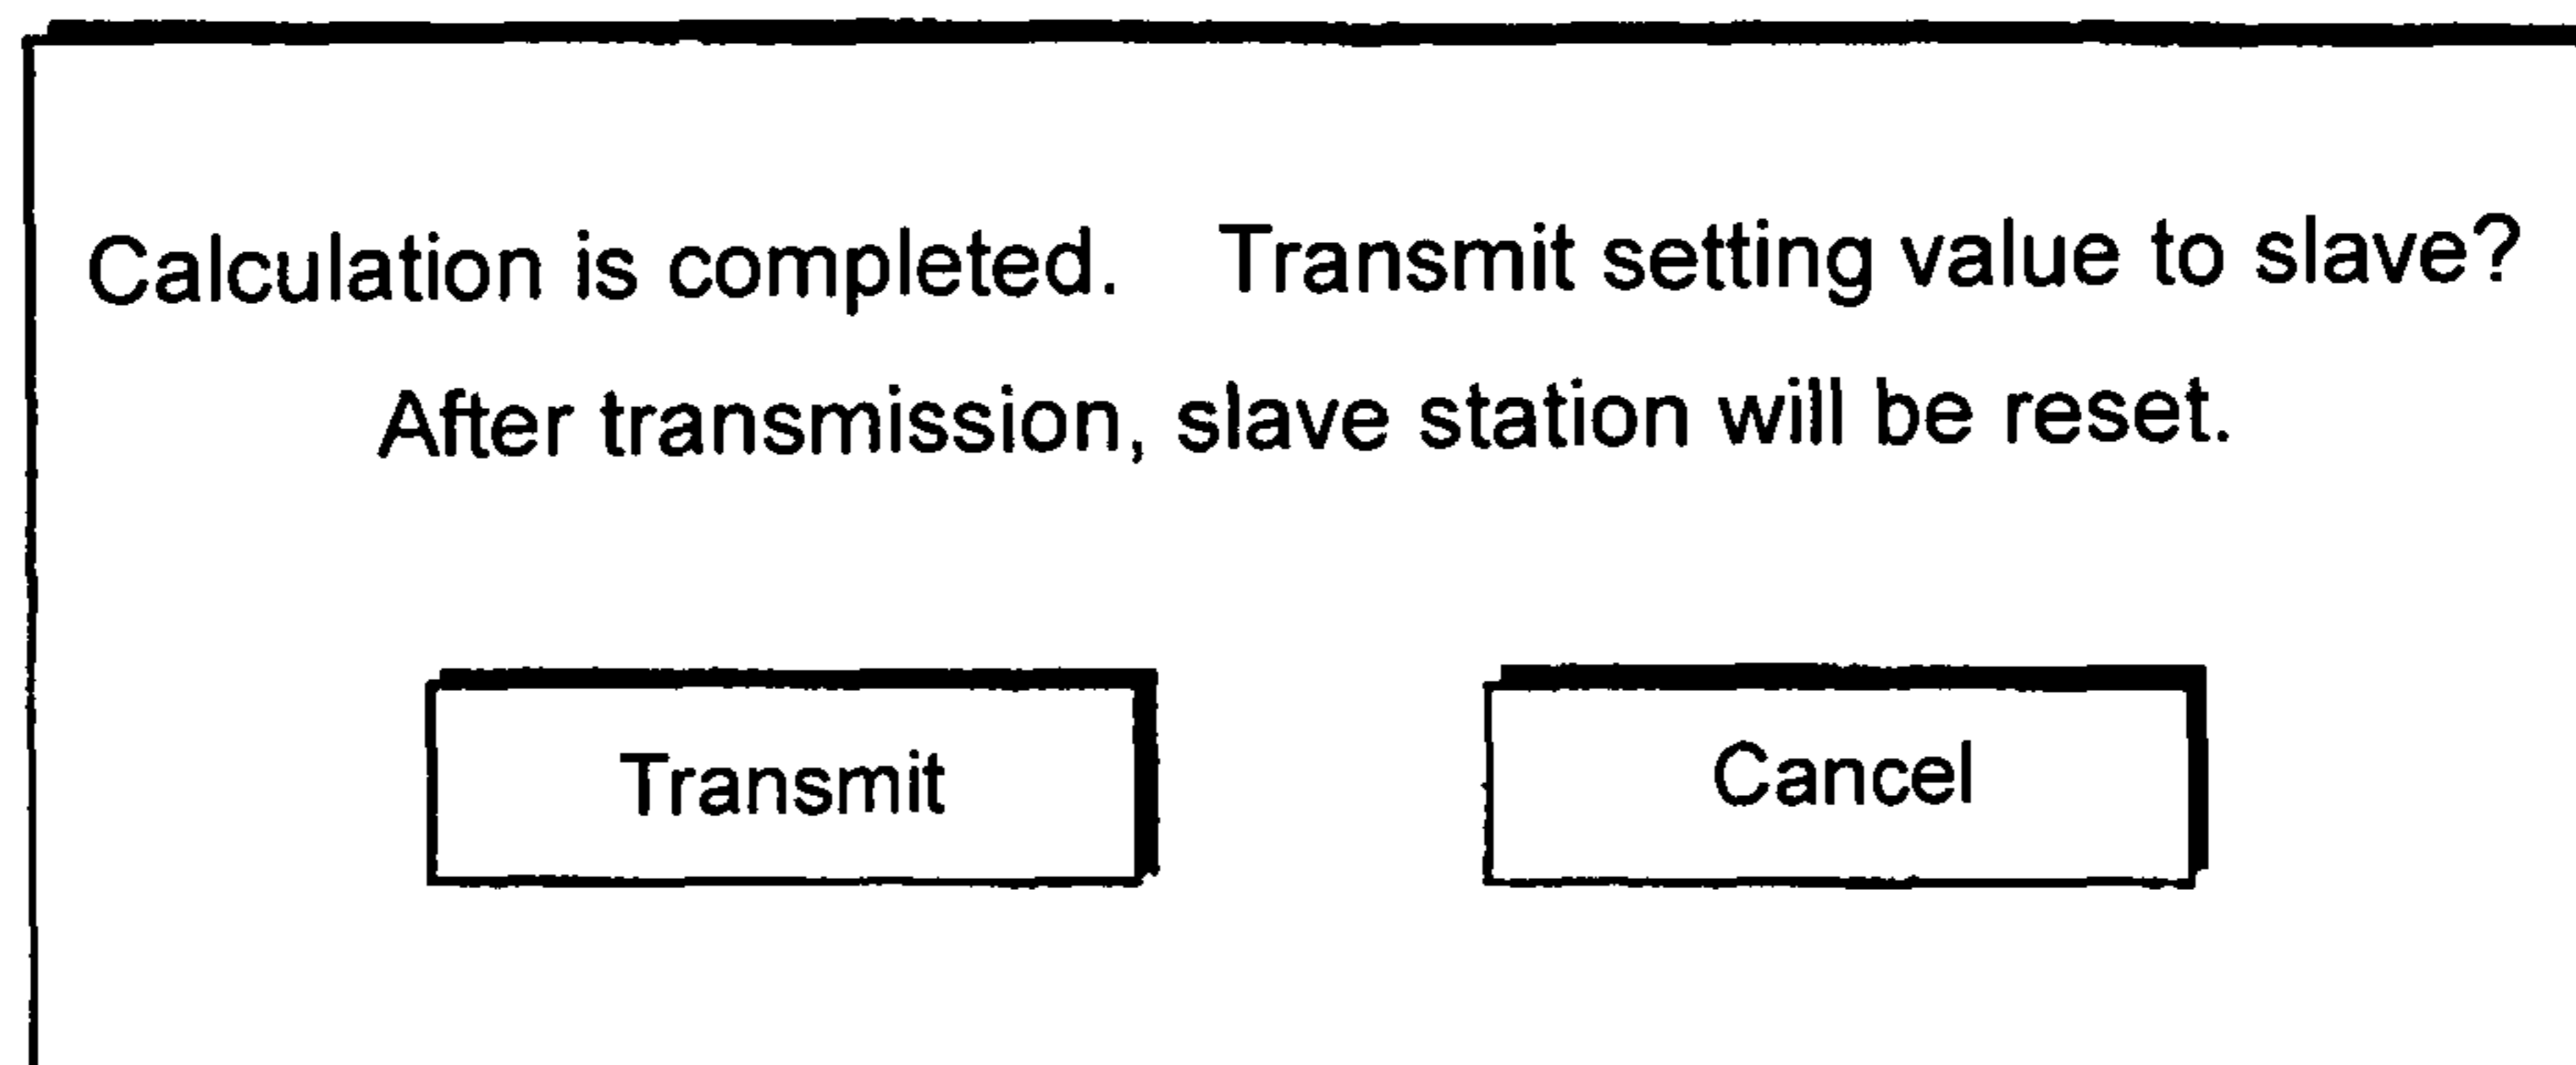 Calculation is completed. Transmit setting value to slave?
After transmission, slave station will be reset.
Transmit
Cancel